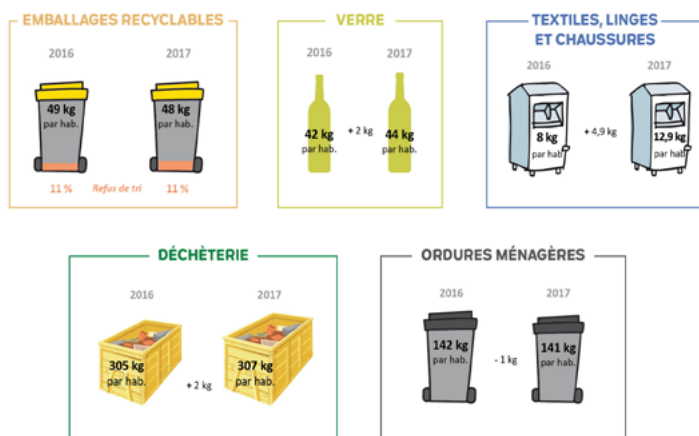 EMBALLAGES RECYCLABLES
2016
2017
49 kg
par hab.
48 kg
par hab.
11 %
Refus de tri
11 %
VERRE
2016
2017
42 kg
par hab.
+ 2 kg
44 kg
par hab.
TEXTILES, LINGES
ET CHAUSSURES
2016
2017
8 kg
par hab
+ 4,9 kg
12,9 kg
par hab
DÉCHÈTERIE
2016
2017
305 kg
par hab.
+ 2 kg
307 kg
par hab.
ORDURES MÉNAGÈRES
2016
2017
142 kg
par hab.
- 1 kg
141 kg
par hab.